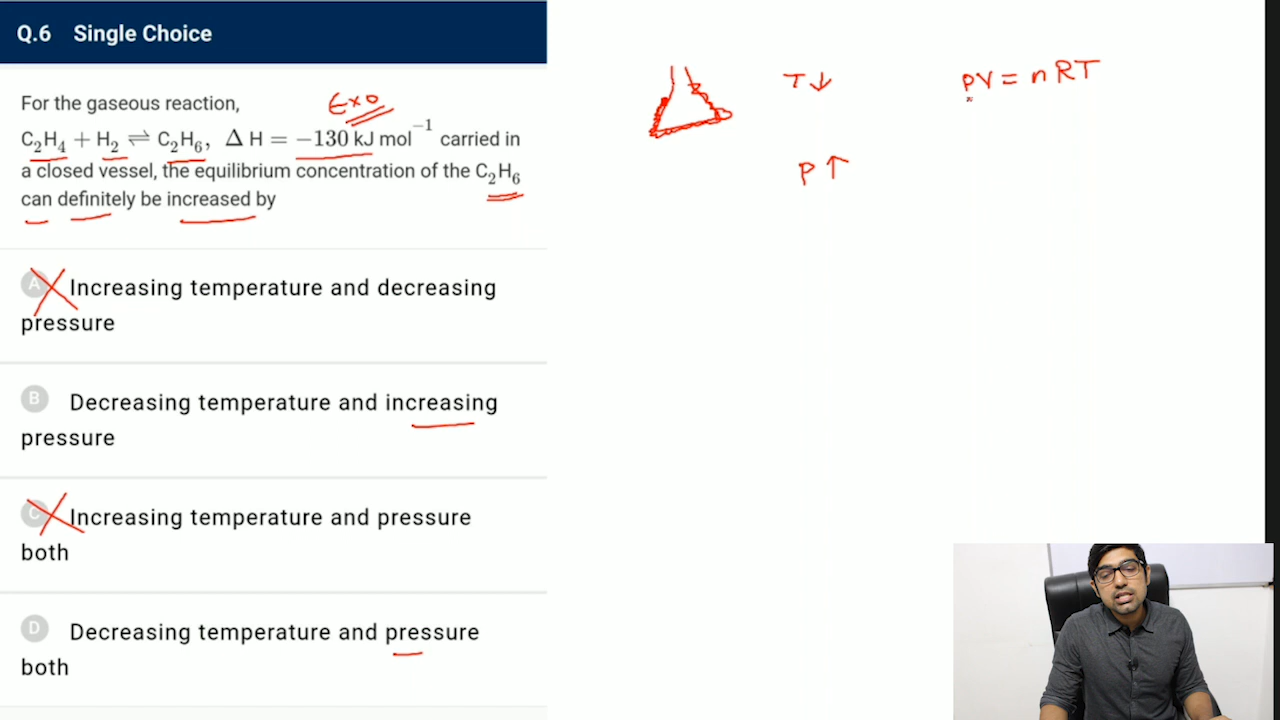 Q.6 Single Choice
For the gaseous reaction,
Exo
C₂H₄ + H₂ ⇌ C₂H₆, Δ H = −130 kJ mol⁻¹ carried in
a closed vessel, the equilibrium concentration of the C₂H₆
can definitely be increased by
A Increasing temperature and decreasing
pressure
B Decreasing temperature and increasing
pressure
C Increasing temperature and pressure
both
D Decreasing temperature and pressure
both
T ↓
P ↑
PV = nRT